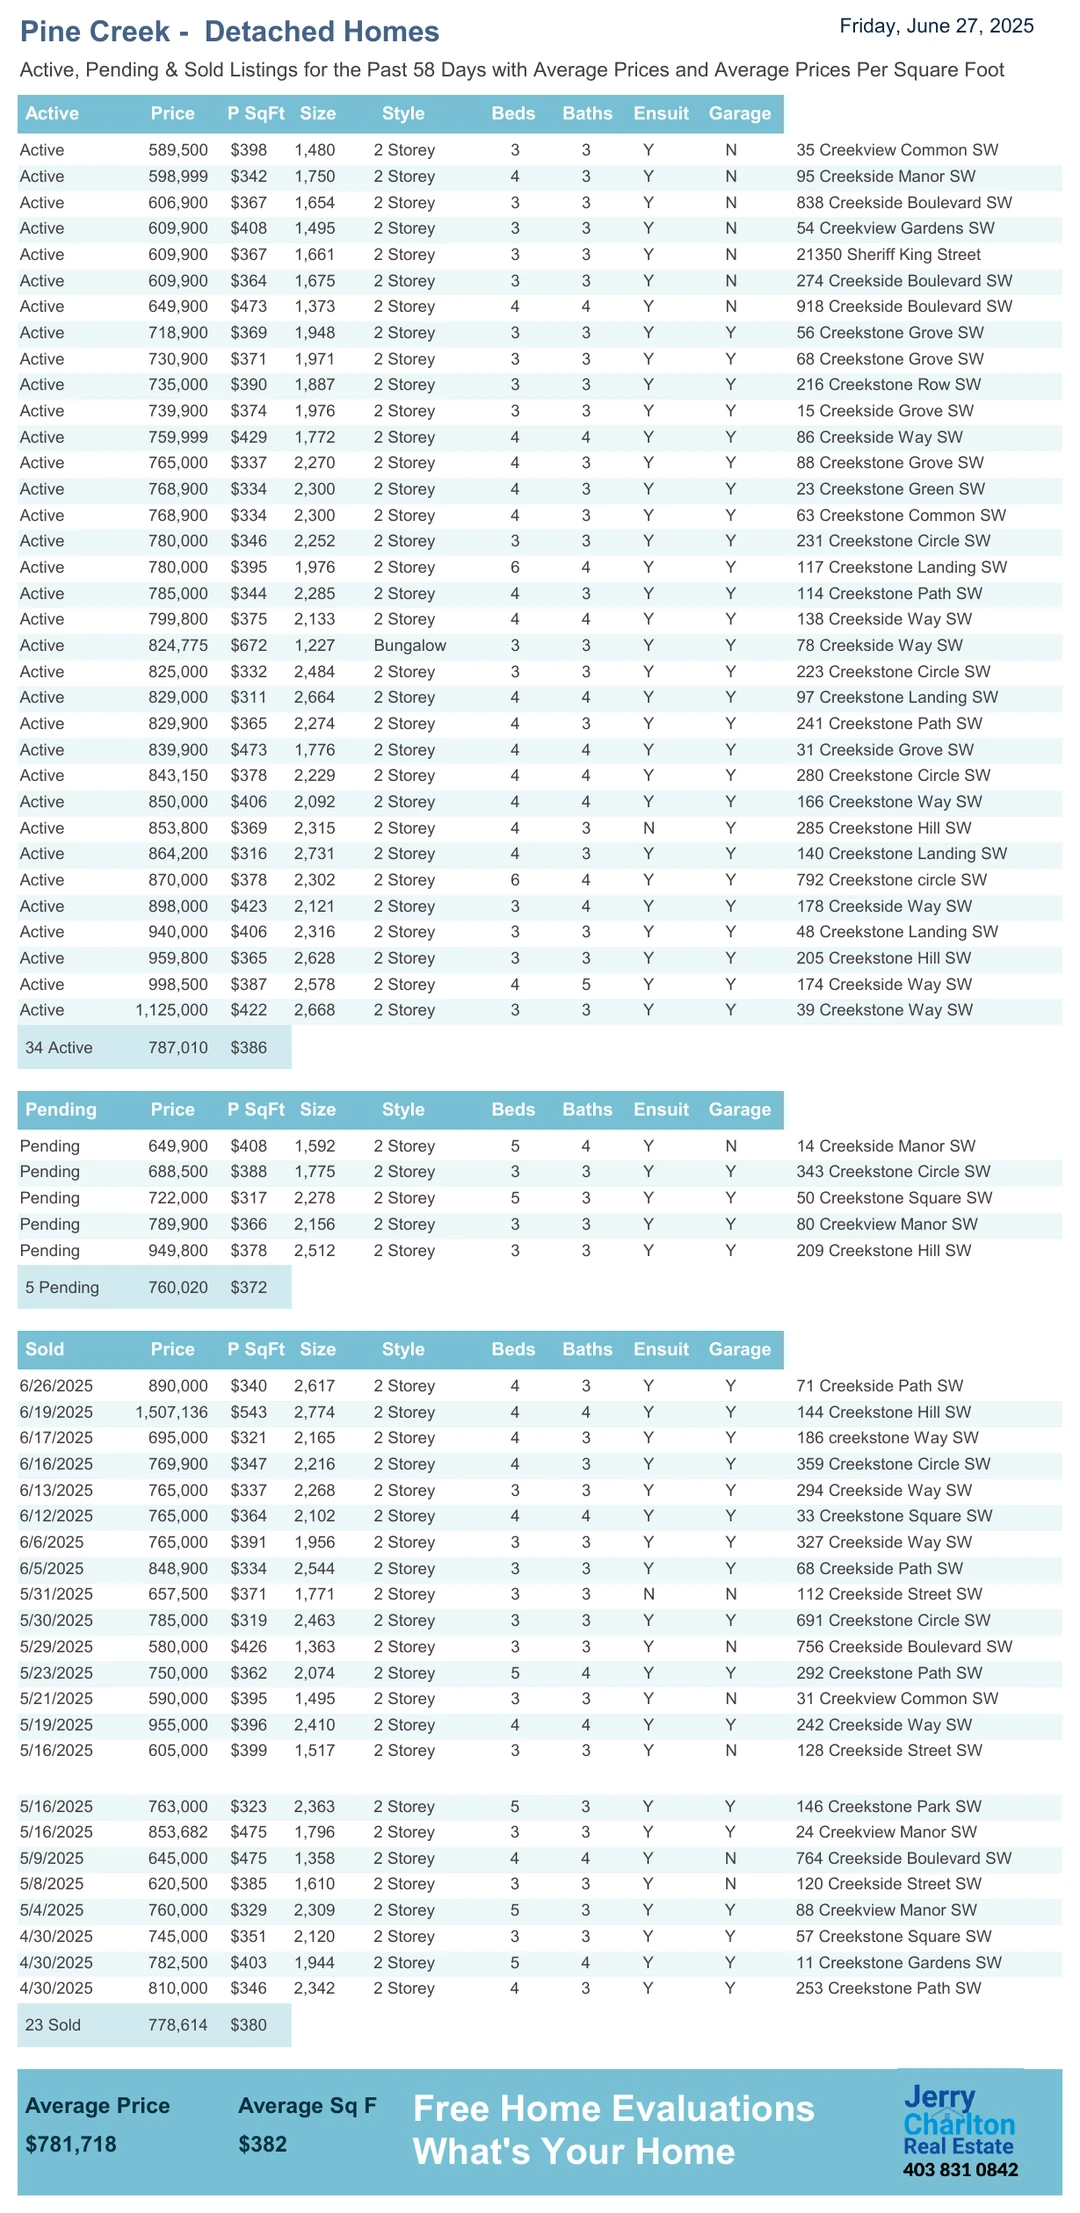 Pine Creek - Detached Homes
Friday, June 27, 2025
Active, Pending & Sold Listings for the Past 58 Days with Average Prices and Average Prices Per Square Foot
Active Price P SqFt Size Style Beds Baths Ensuit Garage
Active 589,500 $398 1,480 2 Storey 3 3 Y N 35 Creekview Common SW
Active 598,999 $342 1,750 2 Storey 4 3 Y N 95 Creekside Manor SW
Active 606,900 $367 1,654 2 Storey 3 3 Y N 838 Creekside Boulevard SW
Active 609,900 $408 1,495 2 Storey 3 3 Y N 54 Creekview Gardens SW
Active 609,900 $367 1,661 2 Storey 3 3 Y N 21350 Sheriff King Street
Active 609,900 $364 1,675 2 Storey 3 3 Y N 274 Creekside Boulevard SW
Active 649,900 $473 1,373 2 Storey 4 4 Y N 918 Creekside Boulevard SW
Active 718,900 $369 1,948 2 Storey 3 3 Y Y 56 Creekstone Grove SW
Active 730,900 $371 1,971 2 Storey 3 3 Y Y 68 Creekstone Grove SW
Active 735,000 $390 1,887 2 Storey 3 3 Y Y 216 Creekstone Row SW
Active 739,900 $374 1,976 2 Storey 3 3 Y Y 15 Creekside Grove SW
Active 759,999 $429 1,772 2 Storey 4 4 Y Y 86 Creekside Way SW
Active 765,000 $337 2,270 2 Storey 4 3 Y Y 88 Creekstone Grove SW
Active 768,900 $334 2,300 2 Storey 4 3 Y Y 23 Creekstone Green SW
Active 768,900 $334 2,300 2 Storey 4 3 Y Y 63 Creekstone Common SW
Active 780,000 $346 2,252 2 Storey 3 3 Y Y 231 Creekstone Circle SW
Active 780,000 $395 1,976 2 Storey 6 4 Y Y 117 Creekstone Landing SW
Active 785,000 $344 2,285 2 Storey 4 3 Y Y 114 Creekstone Path SW
Active 799,800 $375 2,133 2 Storey 4 4 Y Y 138 Creekside Way SW
Active 824,775 $672 1,227 Bungalow 3 3 Y Y 78 Creekside Way SW
Active 825,000 $332 2,484 2 Storey 3 3 Y Y 223 Creekstone Circle SW
Active 829,000 $311 2,664 2 Storey 4 4 Y Y 97 Creekstone Landing SW
Active 829,900 $365 2,274 2 Storey 4 3 Y Y 241 Creekstone Path SW
Active 839,900 $473 1,776 2 Storey 4 4 Y Y 31 Creekside Grove SW
Active 843,150 $378 2,229 2 Storey 4 4 Y Y 280 Creekstone Circle SW
Active 850,000 $406 2,092 2 Storey 4 4 Y Y 166 Creekstone Way SW
Active 853,800 $369 2,315 2 Storey 4 3 N Y 285 Creekstone Hill SW
Active 864,200 $316 2,731 2 Storey 4 3 Y Y 140 Creekstone Landing SW
Active 870,000 $378 2,302 2 Storey 6 4 Y Y 792 Creekstone circle SW
Active 898,000 $423 2,121 2 Storey 3 4 Y Y 178 Creekside Way SW
Active 940,000 $406 2,316 2 Storey 3 3 Y Y 48 Creekstone Landing SW
Active 959,800 $365 2,628 2 Storey 3 3 Y Y 205 Creekstone Hill SW
Active 998,500 $387 2,578 2 Storey 4 5 Y Y 174 Creekside Way SW
Active 1,125,000 $422 2,668 2 Storey 3 3 Y Y 39 Creekstone Way SW
34 Active 787,010 $386
Pending Price P SqFt Size Style Beds Baths Ensuit Garage
Pending 649,900 $408 1,592 2 Storey 5 4 Y N 14 Creekside Manor SW
Pending 688,500 $388 1,775 2 Storey 3 3 Y Y 343 Creekstone Circle SW
Pending 722,000 $317 2,278 2 Storey 5 3 Y Y 50 Creekstone Square SW
Pending 789,900 $366 2,156 2 Storey 3 3 Y Y 80 Creekview Manor SW
Pending 949,800 $378 2,512 2 Storey 3 3 Y Y 209 Creekstone Hill SW
5 Pending 760,020 $372
Sold Price P SqFt Size Style Beds Baths Ensuit Garage
6/26/2025 890,000 $340 2,617 2 Storey 4 3 Y Y 71 Creekside Path SW
6/19/2025 1,507,136 $543 2,774 2 Storey 4 4 Y Y 144 Creekstone Hill SW
6/17/2025 695,000 $321 2,165 2 Storey 4 3 Y Y 186 creekstone Way SW
6/16/2025 769,900 $347 2,216 2 Storey 4 3 Y Y 359 Creekstone Circle SW
6/13/2025 765,000 $337 2,268 2 Storey 3 3 Y Y 294 Creekside Way SW
6/12/2025 765,000 $364 2,102 2 Storey 4 4 Y Y 33 Creekstone Square SW
6/6/2025 765,000 $391 1,956 2 Storey 3 3 Y Y 327 Creekside Way SW
6/5/2025 848,900 $334 2,544 2 Storey 3 3 Y Y 68 Creekside Path SW
5/31/2025 657,500 $371 1,771 2 Storey 3 3 N N 112 Creekside Street SW
5/30/2025 785,000 $319 2,463 2 Storey 3 3 Y Y 691 Creekstone Circle SW
5/29/2025 580,000 $426 1,363 2 Storey 3 3 Y N 756 Creekside Boulevard SW
5/23/2025 750,000 $362 2,074 2 Storey 5 4 Y Y 292 Creekstone Path SW
5/21/2025 590,000 $395 1,495 2 Storey 3 3 Y N 31 Creekview Common SW
5/19/2025 955,000 $396 2,410 2 Storey 4 4 Y Y 242 Creekside Way SW
5/16/2025 605,000 $399 1,517 2 Storey 3 3 Y N 128 Creekside Street SW
5/16/2025 763,000 $323 2,363 2 Storey 5 3 Y Y 146 Creekstone Park SW
5/16/2025 853,682 $475 1,796 2 Storey 3 3 Y Y 24 Creekview Manor SW
5/9/2025 645,000 $475 1,358 2 Storey 4 4 Y N 764 Creekside Boulevard SW
5/8/2025 620,500 $385 1,610 2 Storey 3 3 Y N 120 Creekside Street SW
5/4/2025 760,000 $329 2,309 2 Storey 5 3 Y Y 88 Creekview Manor SW
4/30/2025 745,000 $351 2,120 2 Storey 3 3 Y Y 57 Creekstone Square SW
4/30/2025 782,500 $403 1,944 2 Storey 5 4 Y Y 11 Creekstone Gardens SW
4/30/2025 810,000 $346 2,342 2 Storey 4 3 Y Y 253 Creekstone Path SW
23 Sold 778,614 $380
Average Price Average Sq F
$781,718 $382
Free Home Evaluations
What's Your Home
Jerry
Charlton
Real Estate
403 831 0842